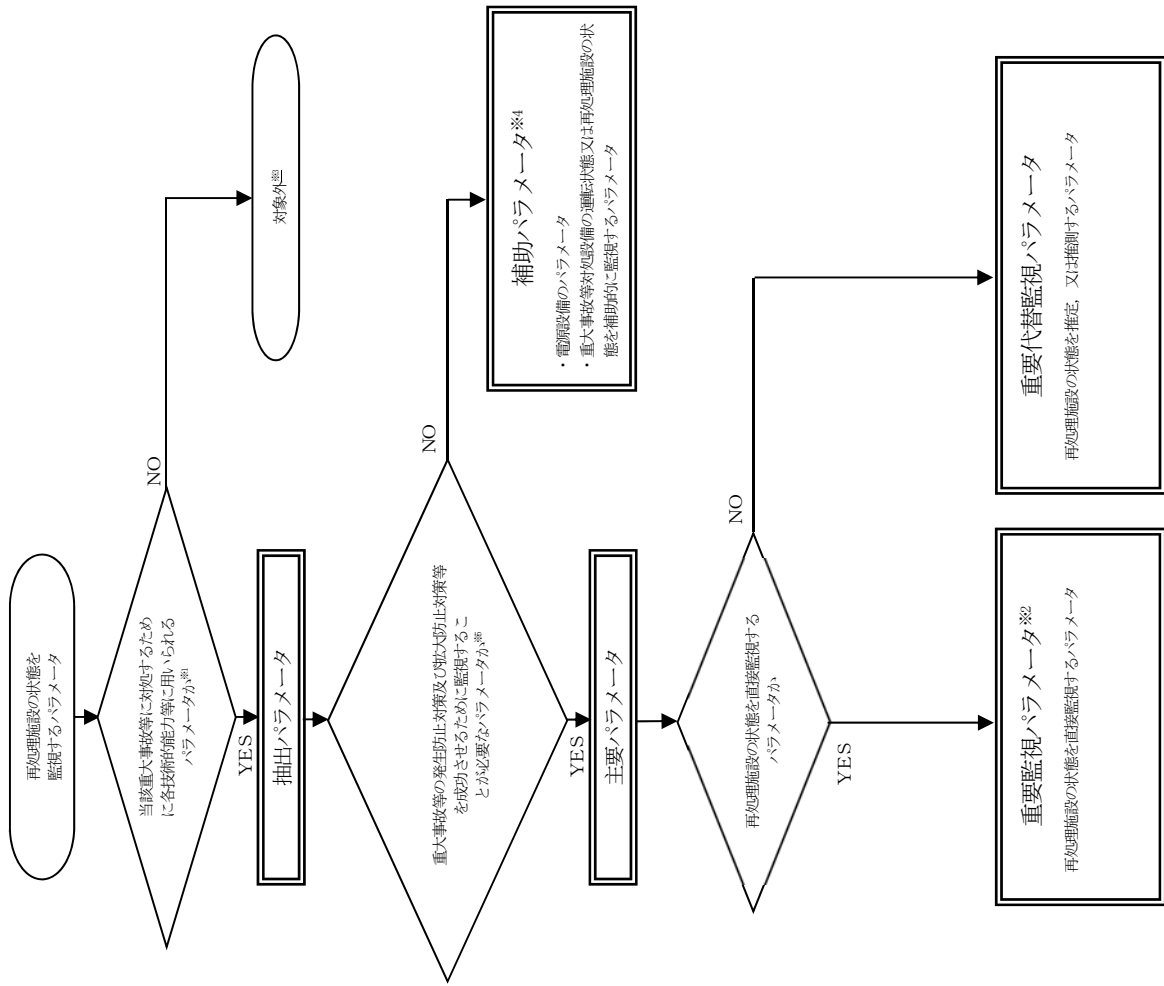 再処理施設の状態を
監視するパラメータ
当該重大事故等に対処するため
に各技術的能力等に用いられる
パラメータか※1
NO
対象外※3
YES
抽出パラメータ
重大事故等の発生防止対策及び拡大防止対策等
を成功させるために監視するこ
とが必要なパラメータか
NO
補助パラメータ※4
・電源設備のパラメータ
・重大事故等対処設備の運転状態又は再処理施設の状
態を補助的に監視するパラメータ
YES
主要パラメータ
再処理施設の状態を直接監視する
パラメータか
NO
YES
重要監視パラメータ※2
再処理施設の状態を直接監視するパラメータ
重要代替監視パラメータ
再処理施設の状態を推定，又は推測するパラメータ